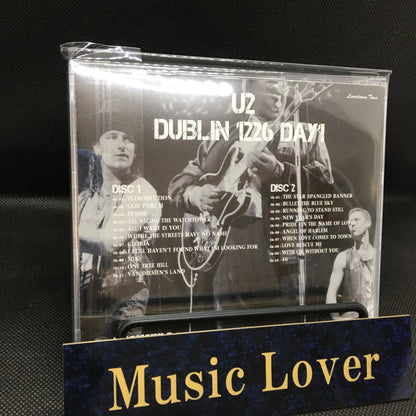 Lovetown Tour
U2
DUBLIN 1226 DAY1
DISC 1
INTRODUCTION
GOD PART II
DESIRE
ALL ALONG THE WATCHTOWER
ALL I WANT IS YOU
WHERE THE STREETS HAVE NO NAME
GLORIA
I STILL HAVEN'T FOUND WHAT I'M LOOKING FOR
MLK
ONE TREE HILL
VAN DIEMEN'S LAND
DISC 2
THE STAR SPANGLED BANNER
BULLET THE BLUE SKY
RUNNING TO STAND STILL
NEW YEAR'S DAY
PRIDE (IN THE NAME OF LOVE)
ANGEL OF HARLEM
WHEN LOVE COMES TO TOWN
LOVE RESCUE ME
WITH OR WITHOUT YOU
40
Music Lover